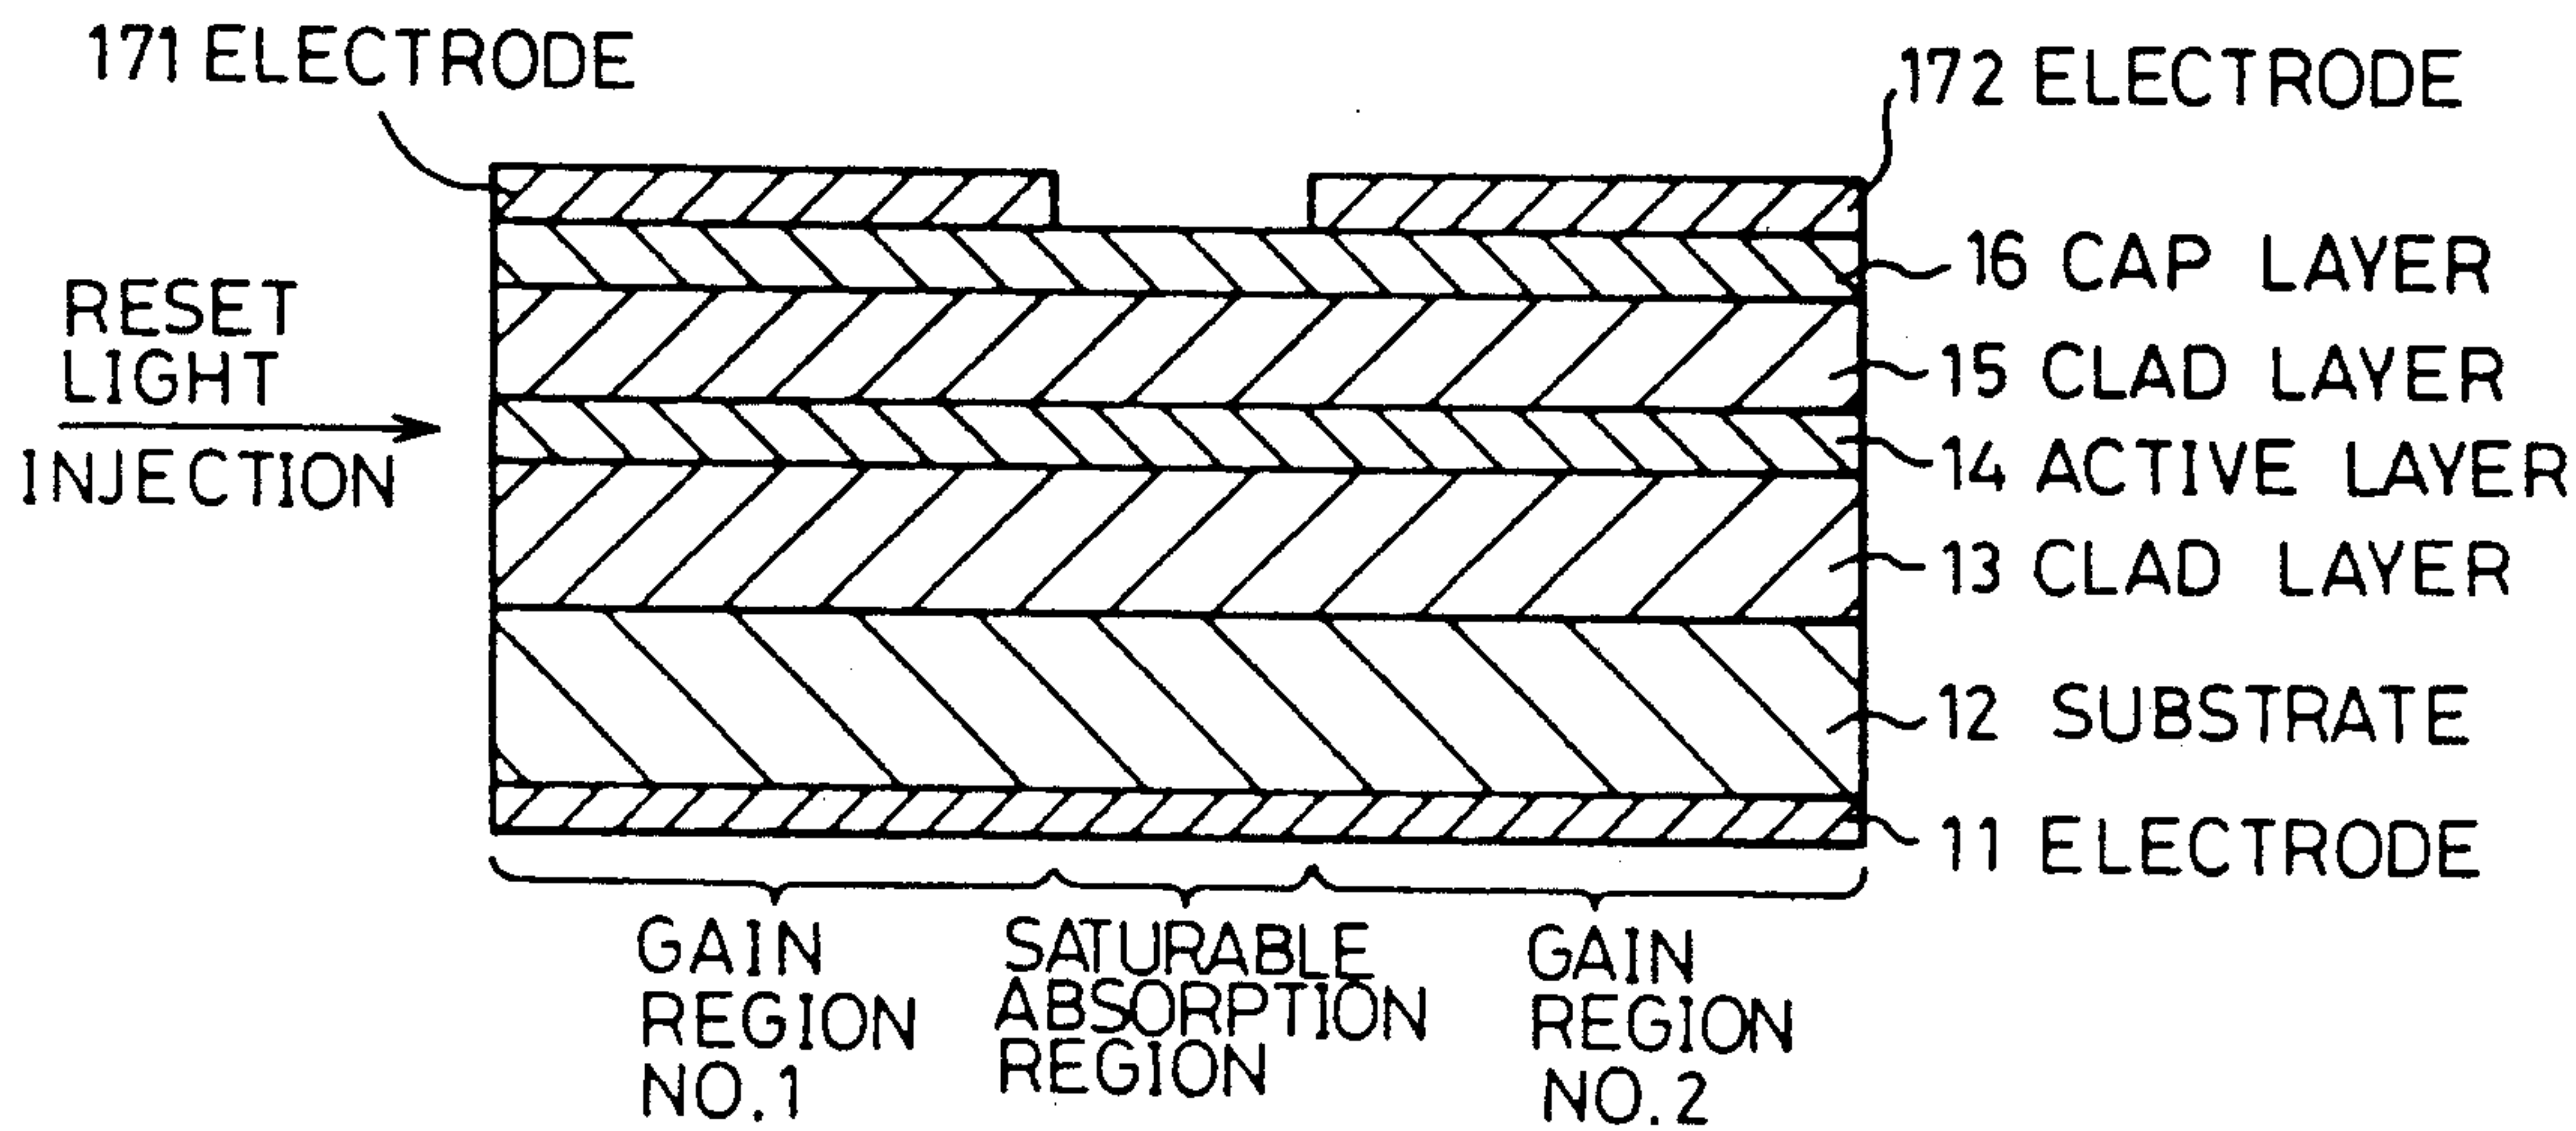 171 ELECTRODE
172 ELECTRODE
16 CAP LAYER
RESET
LIGHT
INJECTION
15 CLAD LAYER
14 ACTIVE LAYER
13 CLAD LAYER
12 SUBSTRATE
11 ELECTRODE
GAIN
REGION
NO.1
SATURABLE
ABSORPTION
REGION
GAIN
REGION
NO.2